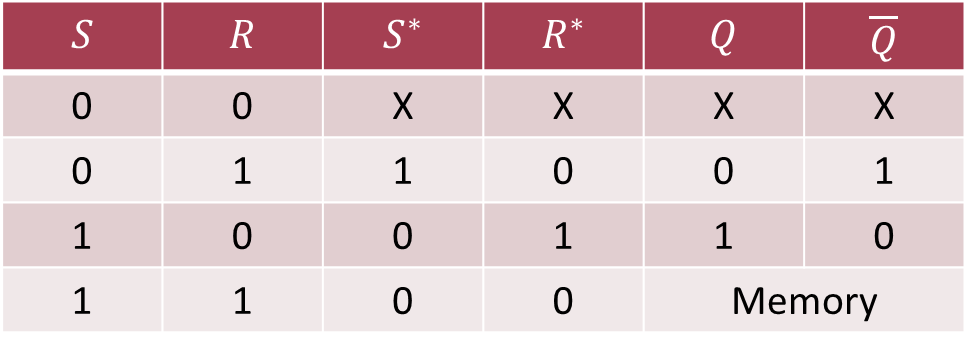 S R S* R* Q Q̅
0 0 X X X X
0 1 1 0 0 1
1 0 0 1 1 0
1 1 0 0 Memory